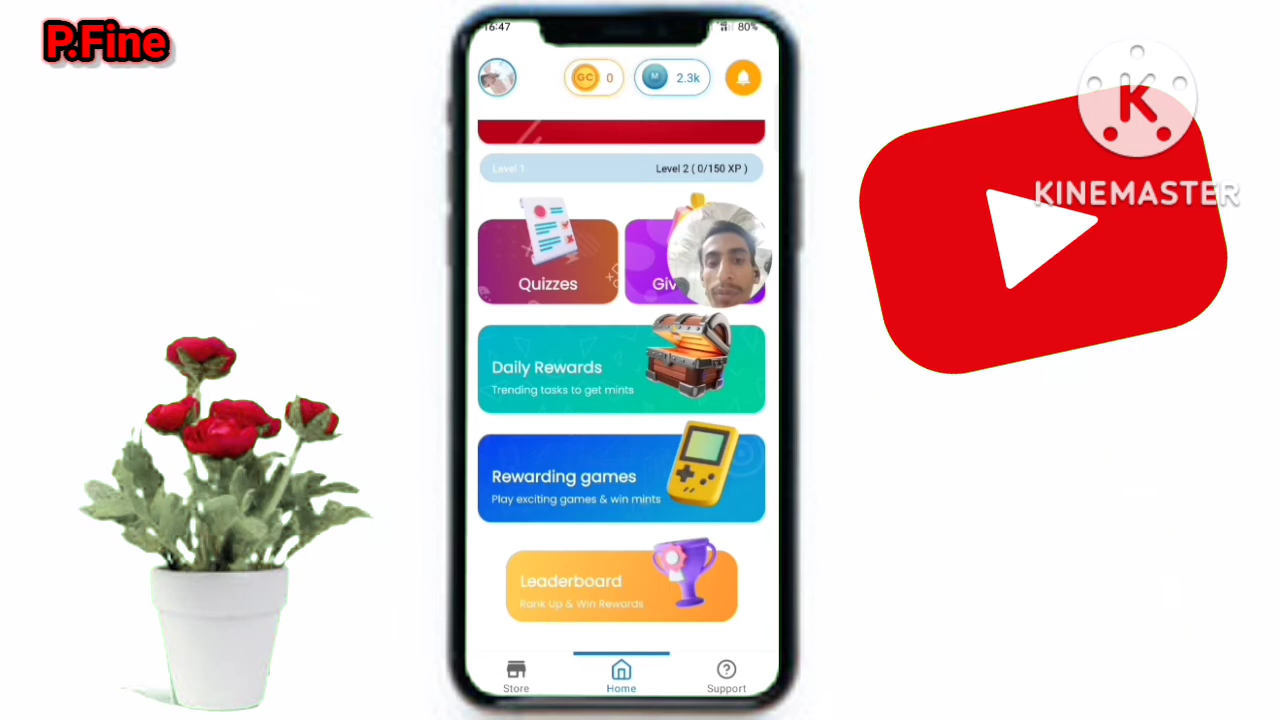 P.Fine
16:47
80%
GC 0
M 2.3k
Level 1
Level 2 ( 0/150 XP )
Quizzes
Daily Rewards
Trending tasks to get mints
Rewarding games
Play exciting games & win mints
Leaderboard
Rank Up & Win Rewards
Store
Home
Support
K
KINEMASTER